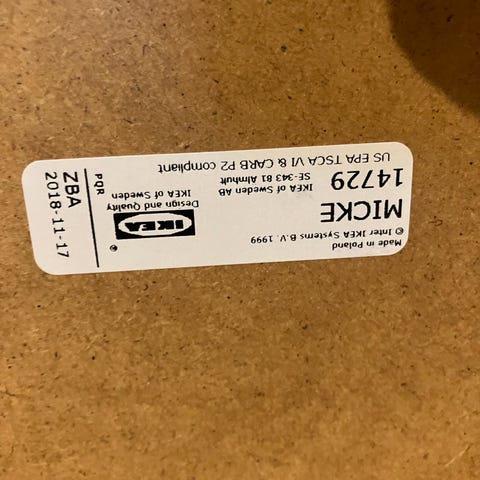 Made in Poland
© Inter IKEA Systems B.V. 1999
MICKE
14729
IKEA of Sweden AB
SE-343 81 Älmhult
US EPA TSCA VI & CARB P2 compliant
IKEA
®
Design and Quality
IKEA of Sweden
PQR
ZBA
2018-11-17